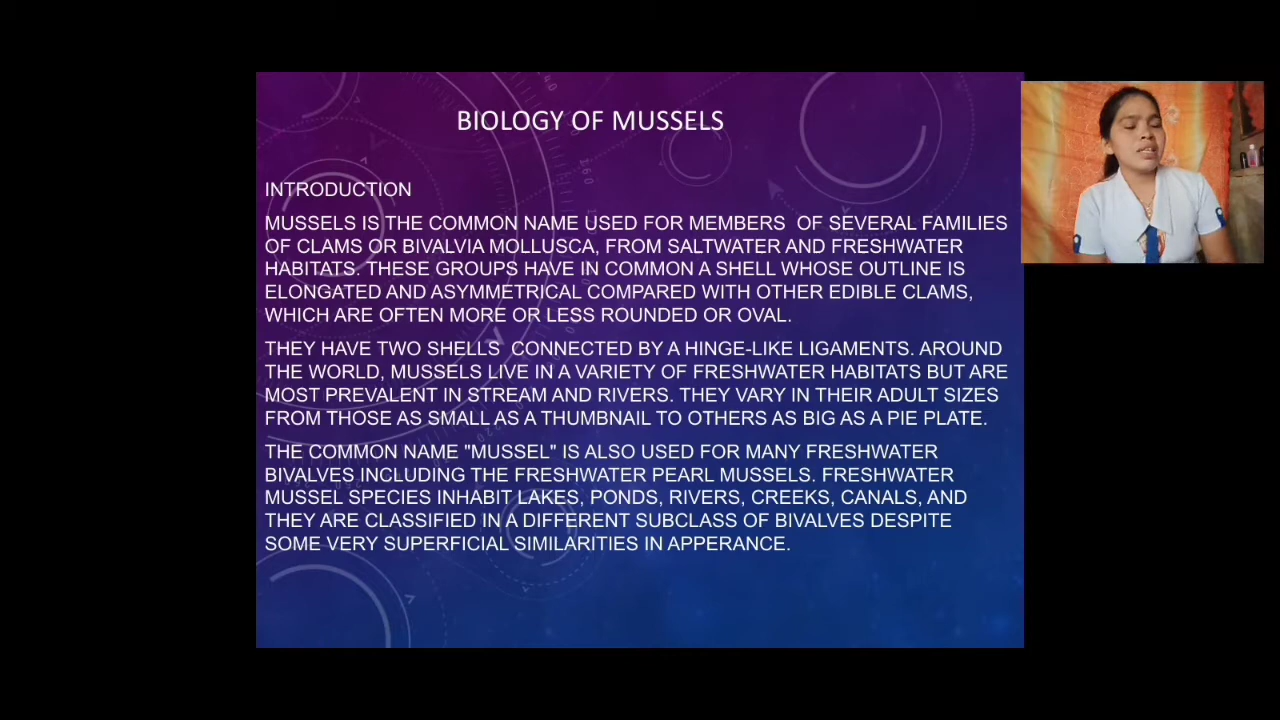 BIOLOGY OF MUSSELS
INTRODUCTION
MUSSELS IS THE COMMON NAME USED FOR MEMBERS OF SEVERAL FAMILIES
OF CLAMS OR BIVALVIA MOLLUSCA, FROM SALTWATER AND FRESHWATER
HABITATS. THESE GROUPS HAVE IN COMMON A SHELL WHOSE OUTLINE IS
ELONGATED AND ASYMMETRICAL COMPARED WITH OTHER EDIBLE CLAMS,
WHICH ARE OFTEN MORE OR LESS ROUNDED OR OVAL.
THEY HAVE TWO SHELLS CONNECTED BY A HINGE-LIKE LIGAMENTS. AROUND
THE WORLD, MUSSELS LIVE IN A VARIETY OF FRESHWATER HABITATS BUT ARE
MOST PREVALENT IN STREAM AND RIVERS. THEY VARY IN THEIR ADULT SIZES
FROM THOSE AS SMALL AS A THUMBNAIL TO OTHERS AS BIG AS A PIE PLATE.
THE COMMON NAME "MUSSEL" IS ALSO USED FOR MANY FRESHWATER
BIVALVES INCLUDING THE FRESHWATER PEARL MUSSELS. FRESHWATER
MUSSEL SPECIES INHABIT LAKES, PONDS, RIVERS, CREEKS, CANALS, AND
THEY ARE CLASSIFIED IN A DIFFERENT SUBCLASS OF BIVALVES DESPITE
SOME VERY SUPERFICIAL SIMILARITIES IN APPERANCE.